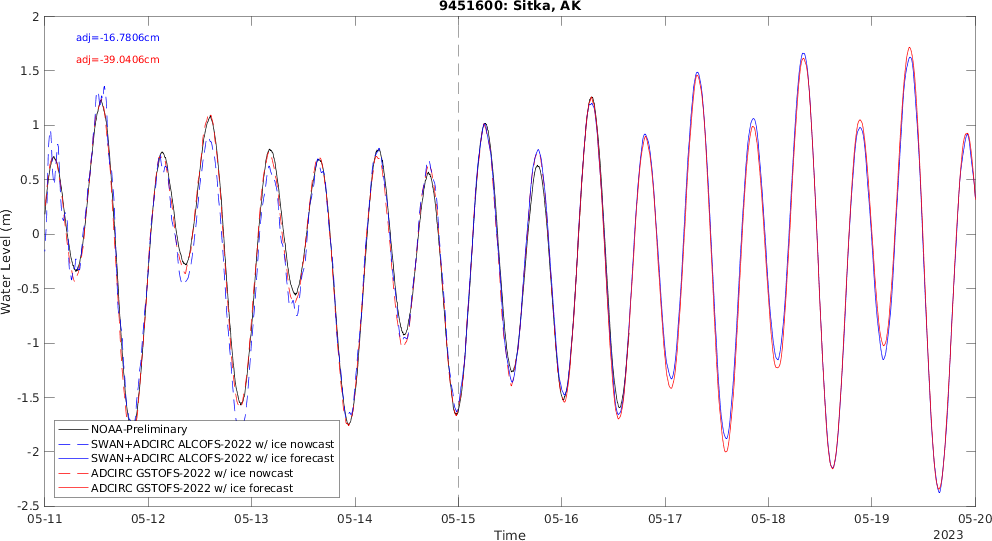 9451600: Sitka, AK
adj=-16.7806cm
adj=-39.0406cm
Water Level (m)
2
1.5
1
0.5
0
-0.5
-1
-1.5
-2
-2.5
NOAA-Preliminary
SWAN+ADCIRC ALCOFS-2022 w/ ice nowcast
SWAN+ADCIRC ALCOFS-2022 w/ ice forecast
ADCIRC GSTOFS-2022 w/ ice nowcast
ADCIRC GSTOFS-2022 w/ ice forecast
05-11 05-12 05-13 05-14 05-15 05-16 05-17 05-18 05-19 05-20
Time
2023